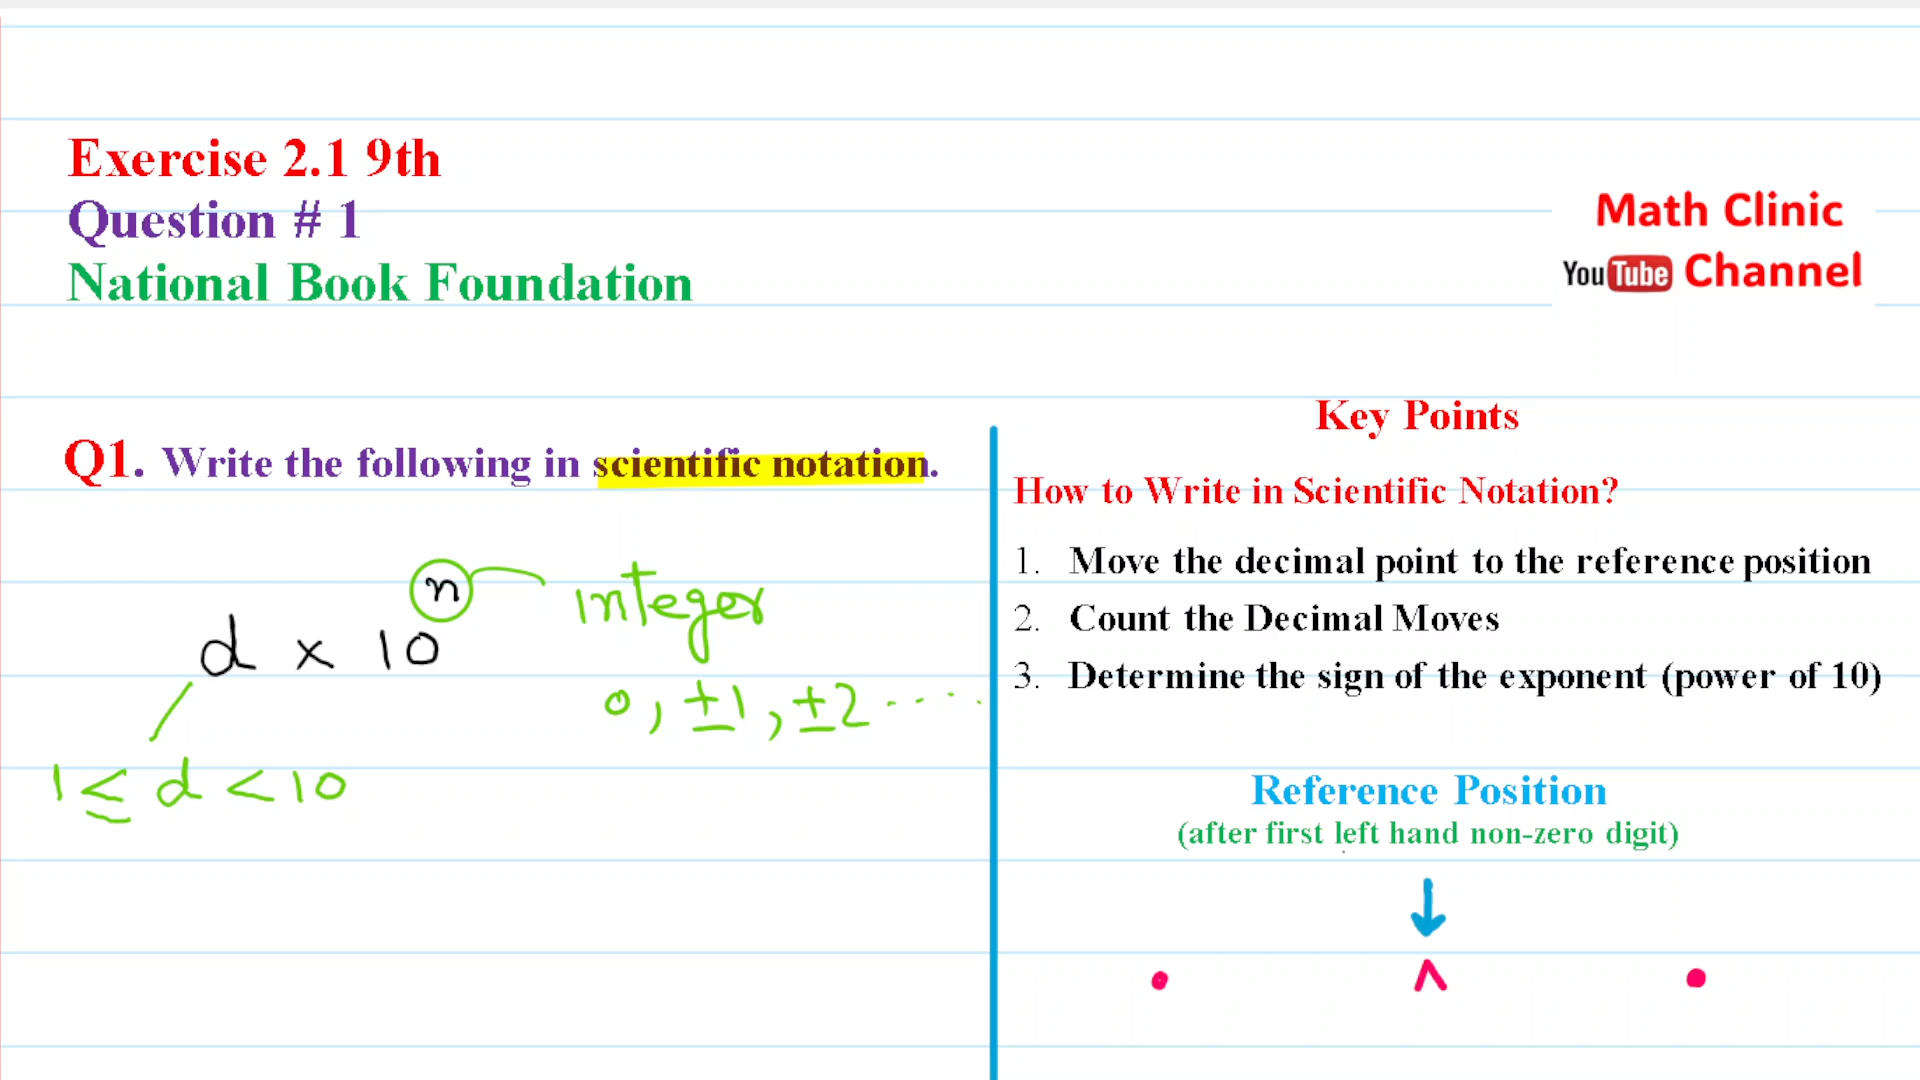 Exercise 2.1 9th
Question # 1
National Book Foundation
Math Clinic
YouTube Channel
Q1. Write the following in scientific notation.
d × 10^n
integer
0, ±1, ±2 .....
1 ≤ d < 10
Key Points
How to Write in Scientific Notation?
1. Move the decimal point to the reference position
2. Count the Decimal Moves
3. Determine the sign of the exponent (power of 10)
Reference Position
(after first left hand non-zero digit)